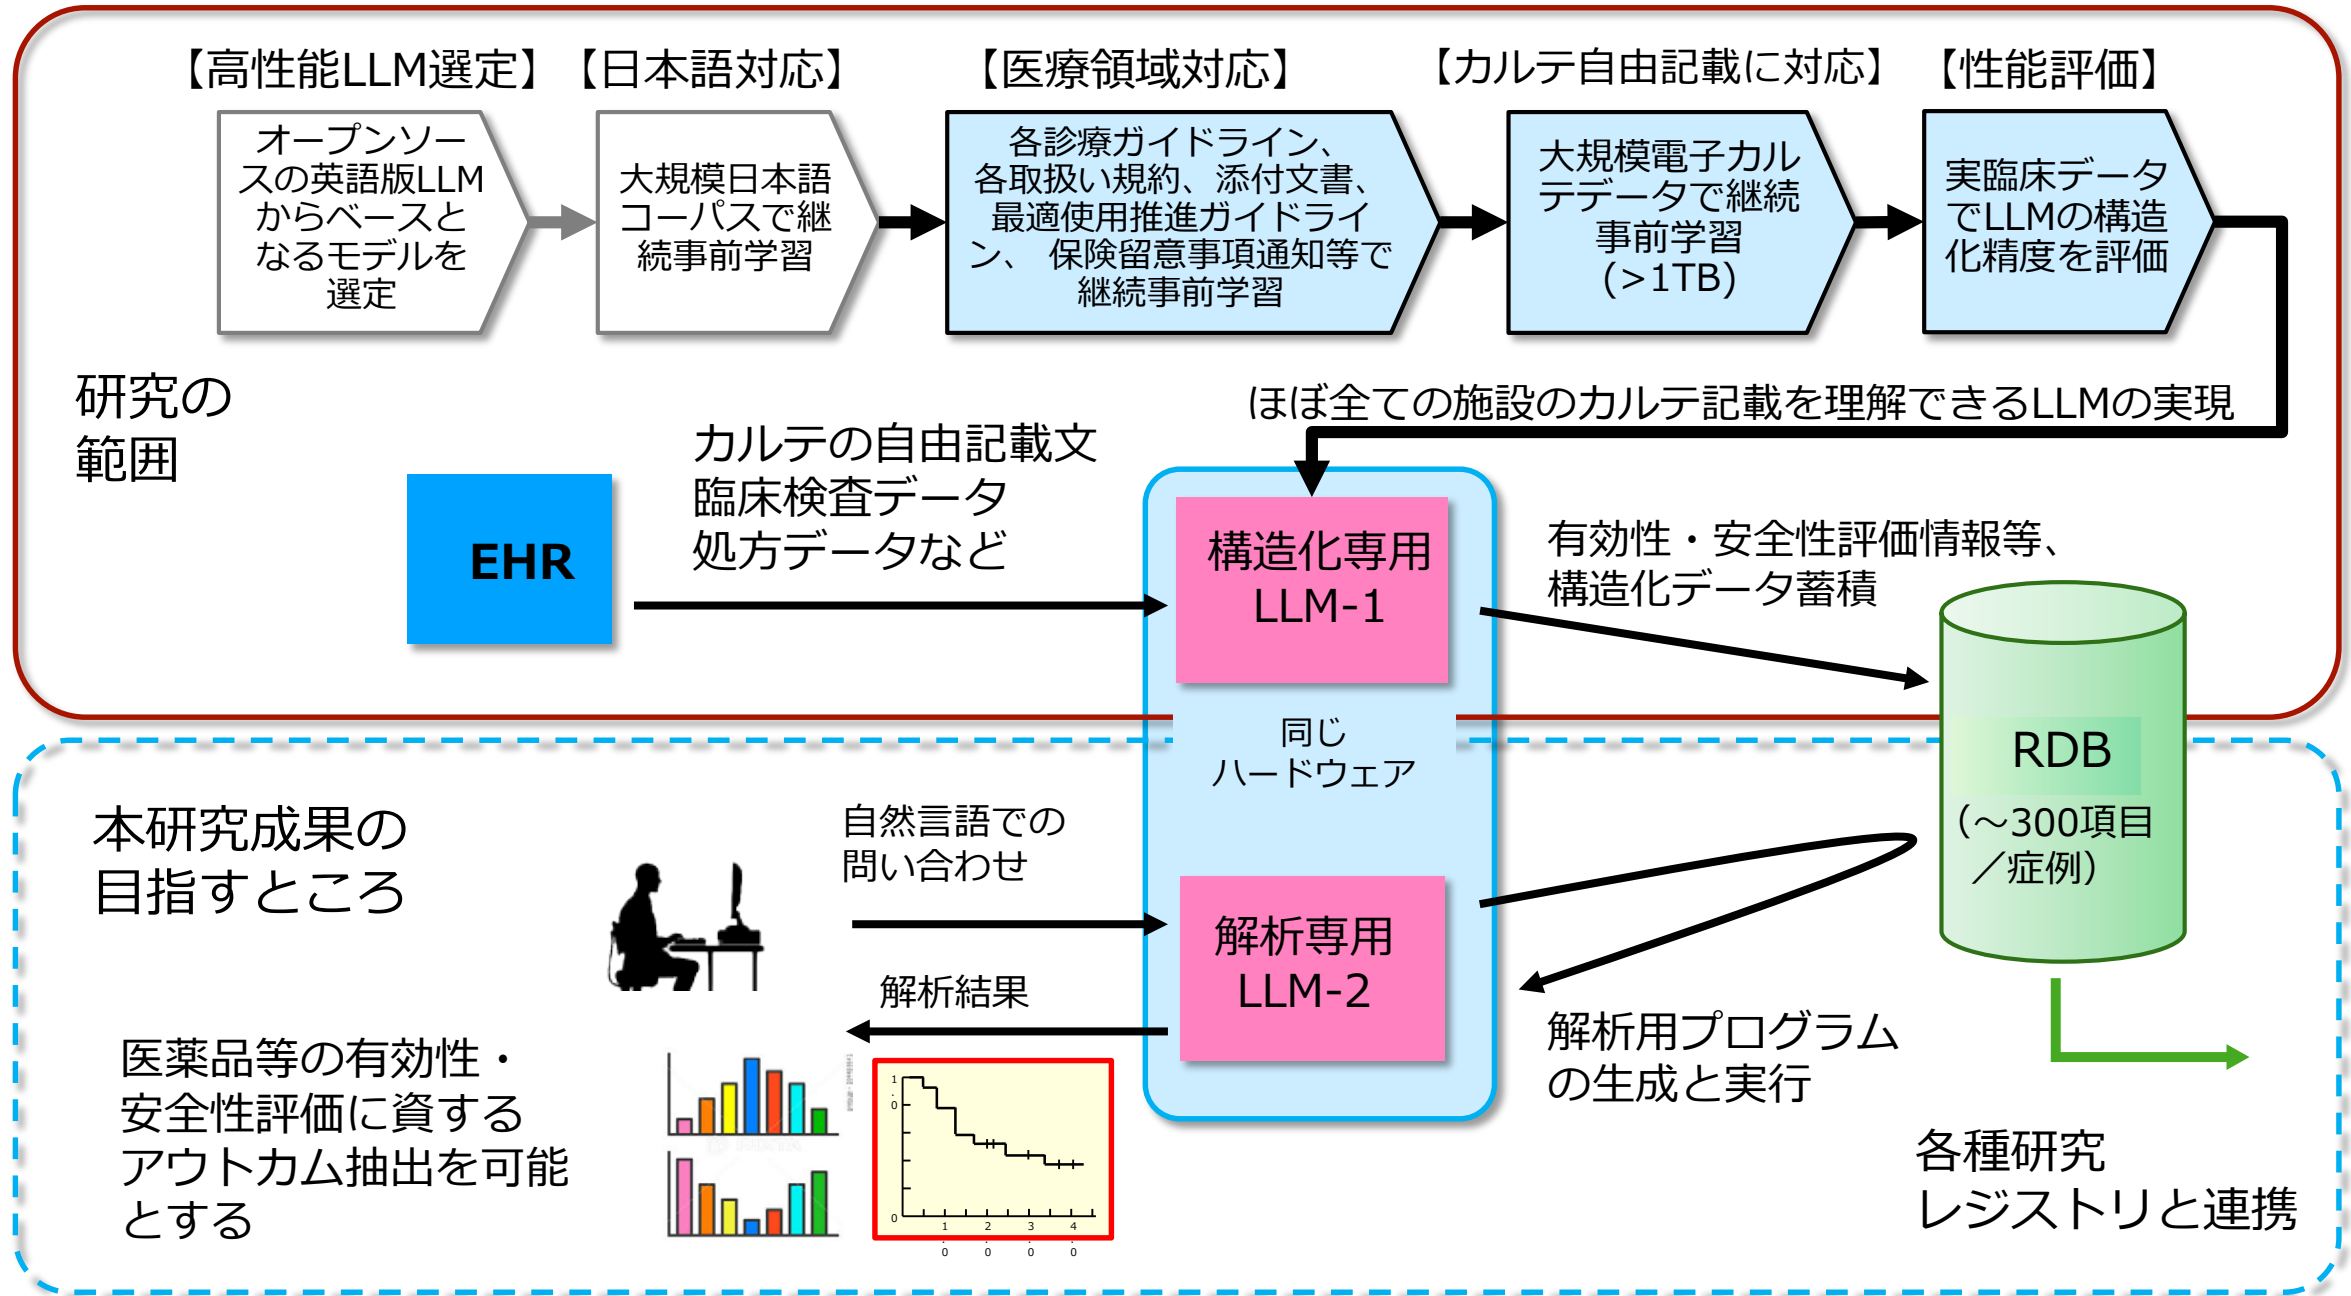 【高性能LLM選定】
【日本語対応】
【医療領域対応】
【カルテ自由記載に対応】
【性能評価】
オープンソー
スの英語版LLM
からベースと
なるモデルを
選定
大規模日本語
コーパスで継
続事前学習
各診療ガイドライン、
各取扱い規約、添付文書、
最適使用推進ガイドライ
ン、 保険留意事項通知等で
継続事前学習
大規模電子カル
テデータで継続
事前学習
(>1TB)
実臨床データ
でLLMの構造
化精度を評価
研究の
範囲
ほぼ全ての施設のカルテ記載を理解できるLLMの実現
カルテの自由記載文
臨床検査データ
処方データなど
EHR
構造化専用
LLM-1
有効性・安全性評価情報等、
構造化データ蓄積
同じ
ハードウェア
RDB
（～300項目
／症例）
本研究成果の
目指すところ
自然言語での
問い合わせ
解析専用
LLM-2
解析結果
解析用プログラム
の生成と実行
医薬品等の有効性・
安全性評価に資する
アウトカム抽出を可能
とする
1.0
0
1.0
2.0
3.0
4.0
各種研究
レジストリと連携